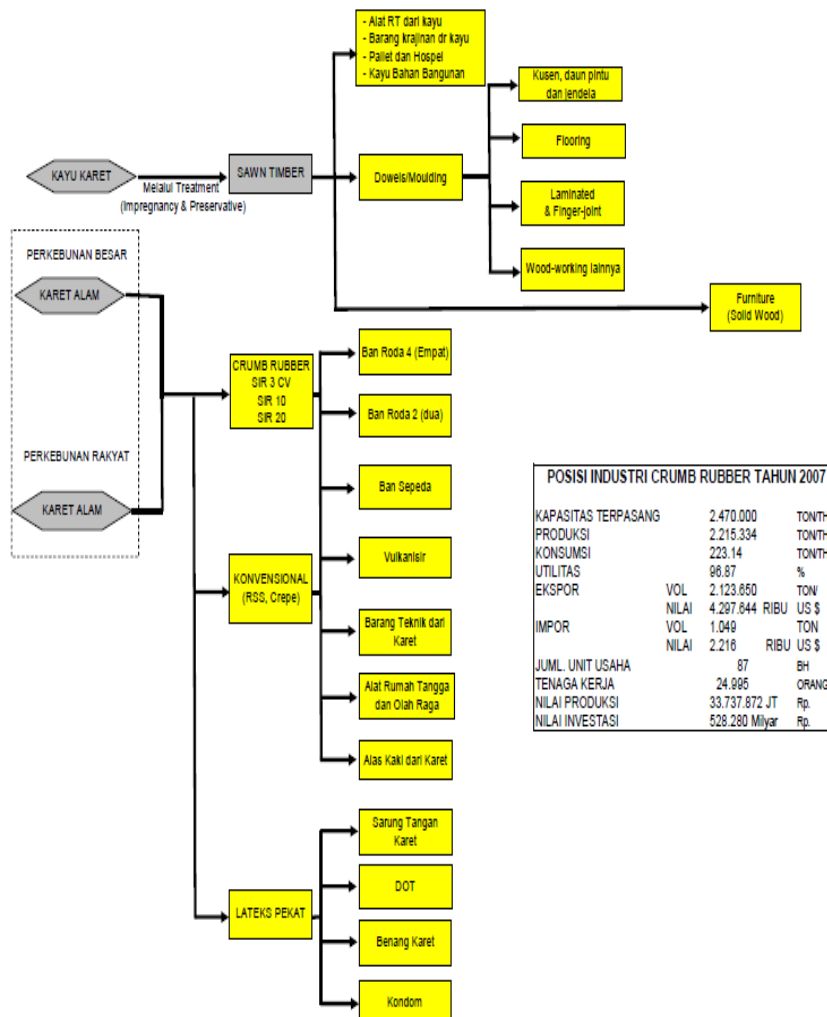 - Alat RT dari kayu
- Barang krajinan dr kayu
- Pallet dan Hospel
- Kayu Bahan Bangunan
Kusen, daun pintu
dan jendela
Flooring
KAYU KARET
Melalui Treatment
(Impregnancy & Preservative)
SAWN TIMBER
Dowels/Moulding
Laminated
& Finger-joint
Wood-working lainnya
Furniture
(Solid Wood)
PERKEBUNAN BESAR
KARET ALAM
PERKEBUNAN RAKYAT
KARET ALAM
CRUMB RUBBER
SIR 3 CV
SIR 10
SIR 20
Ban Roda 4 (Empat)
Ban Roda 2 (dua)
Ban Sepeda
Vulkanisir
KONVENSIONAL
(RSS, Crepe)
Barang Teknik dari
Karet
Alat Rumah Tangga
dan Olah Raga
Alas Kaki dari Karet
LATEKS PEKAT
Sarung Tangan
Karet
DOT
Benang Karet
Kondom
POSISI INDUSTRI CRUMB RUBBER TAHUN 2007
KAPASITAS TERPASANG 2.470.000 TON/TH
PRODUKSI 2.215.334 TON/TH
KONSUMSI 223.14 TON/TH
UTILITAS 96.87 %
EKSPOR VOL 2.123.650 TON/
NILAI 4.297.644 RIBU US $
IMPOR VOL 1.049 TON
NILAI 2.216 RIBU US $
JUML. UNIT USAHA 87 BH
TENAGA KERJA 24.995 ORANG
NILAI PRODUKSI 33.737.872 JT Rp.
NILAI INVESTASI 528.280 Milyar Rp.